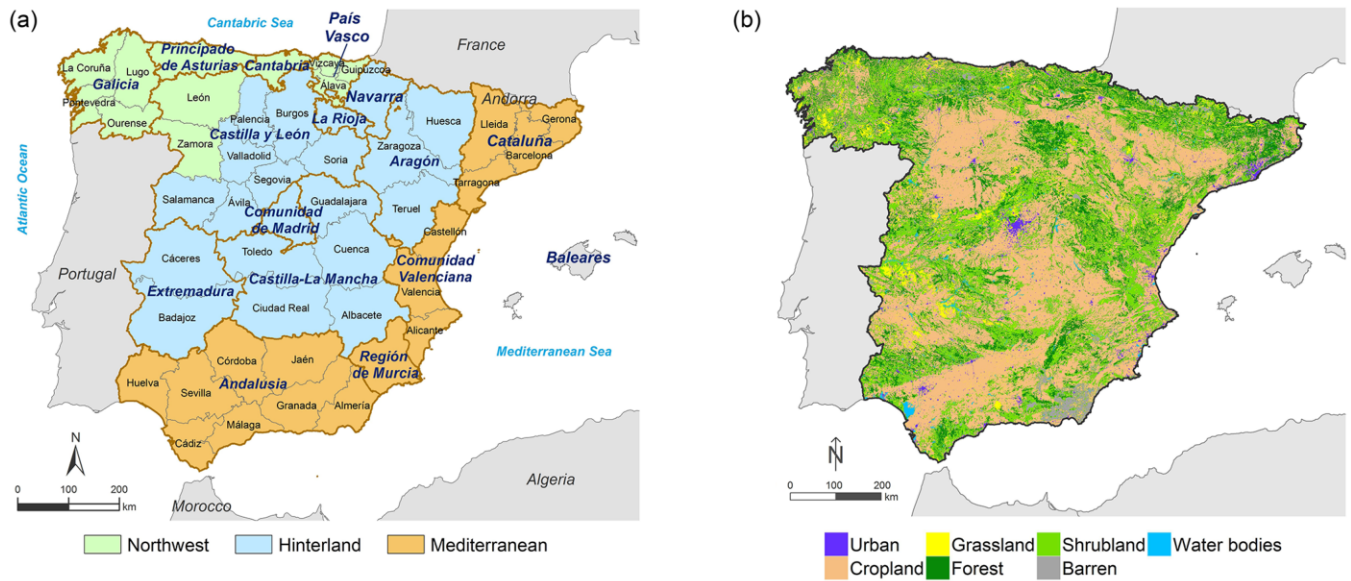 (a)
Cantabric Sea
País
Vasco
France
Principado
de Asturias
Cantabria
Vizcaya
Guipúzcoa
La Coruña
Lugo
Galicia
Álava
León
Navarra
Andorra
Pontevedra
Ourense
Palencia
Burgos
La Rioja
Huesca
Lleida
Gerona
Cataluña
Castilla y León
Zamora
Valladolid
Soria
Zaragoza
Aragón
Barcelona
Segovia
Tarragona
Atlantic Ocean
Salamanca
Ávila
Guadalajara
Comunidad
de Madrid
Teruel
Castellón
Toledo
Cuenca
Portugal
Cáceres
Baleares
Comunidad
Valenciana
Castilla-La Mancha
Extremadura
Valencia
Badajoz
Ciudad Real
Albacete
Alicante
Mediterranean Sea
Córdoba
Jaén
Región
de Murcia
Huelva
Sevilla
Andalusia
Granada
Almería
Málaga
Cádiz
N
0 100 200
km
Morocco
Algeria
Northwest
Hinterland
Mediterranean
(b)
N
0 100 200
km
Urban
Grassland
Shrubland
Water bodies
Cropland
Forest
Barren